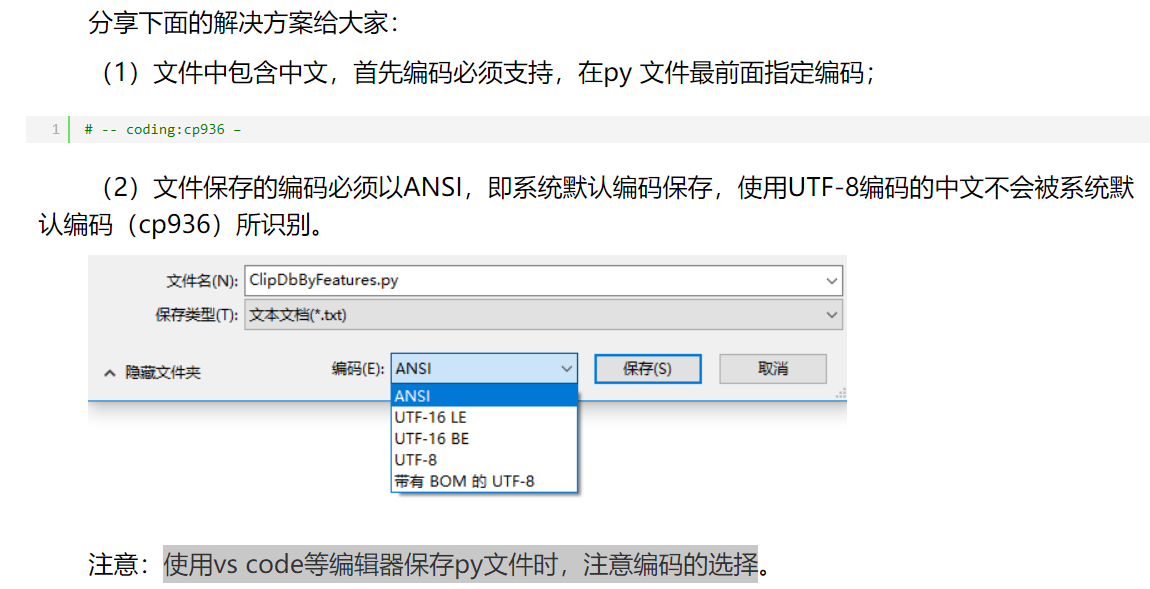 分享下面的解决方案给大家：
（1）文件中包含中文，首先编码必须支持，在py 文件最前面指定编码；
1 # -- coding:cp936 –
（2）文件保存的编码必须以ANSI，即系统默认编码保存，使用UTF-8编码的中文不会被系统默
认编码（cp936）所识别。
文件名(N): ClipDbByFeatures.py
保存类型(T): 文本文档(*.txt)
隐藏文件夹 编码(E): ANSI 保存(S) 取消
ANSI
UTF-16 LE
UTF-16 BE
UTF-8
带有 BOM 的 UTF-8
注意：使用vs code等编辑器保存py文件时，注意编码的选择。